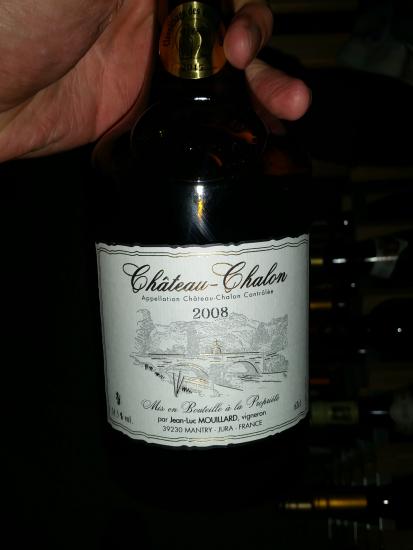 Château-Chalon
Appellation Château-Chalon Contrôlée
2008
Mis en Bouteille à la Propriété
par Jean-Luc MOUILLARD, vigneron
39230 MANTRY - JURA - FRANCE